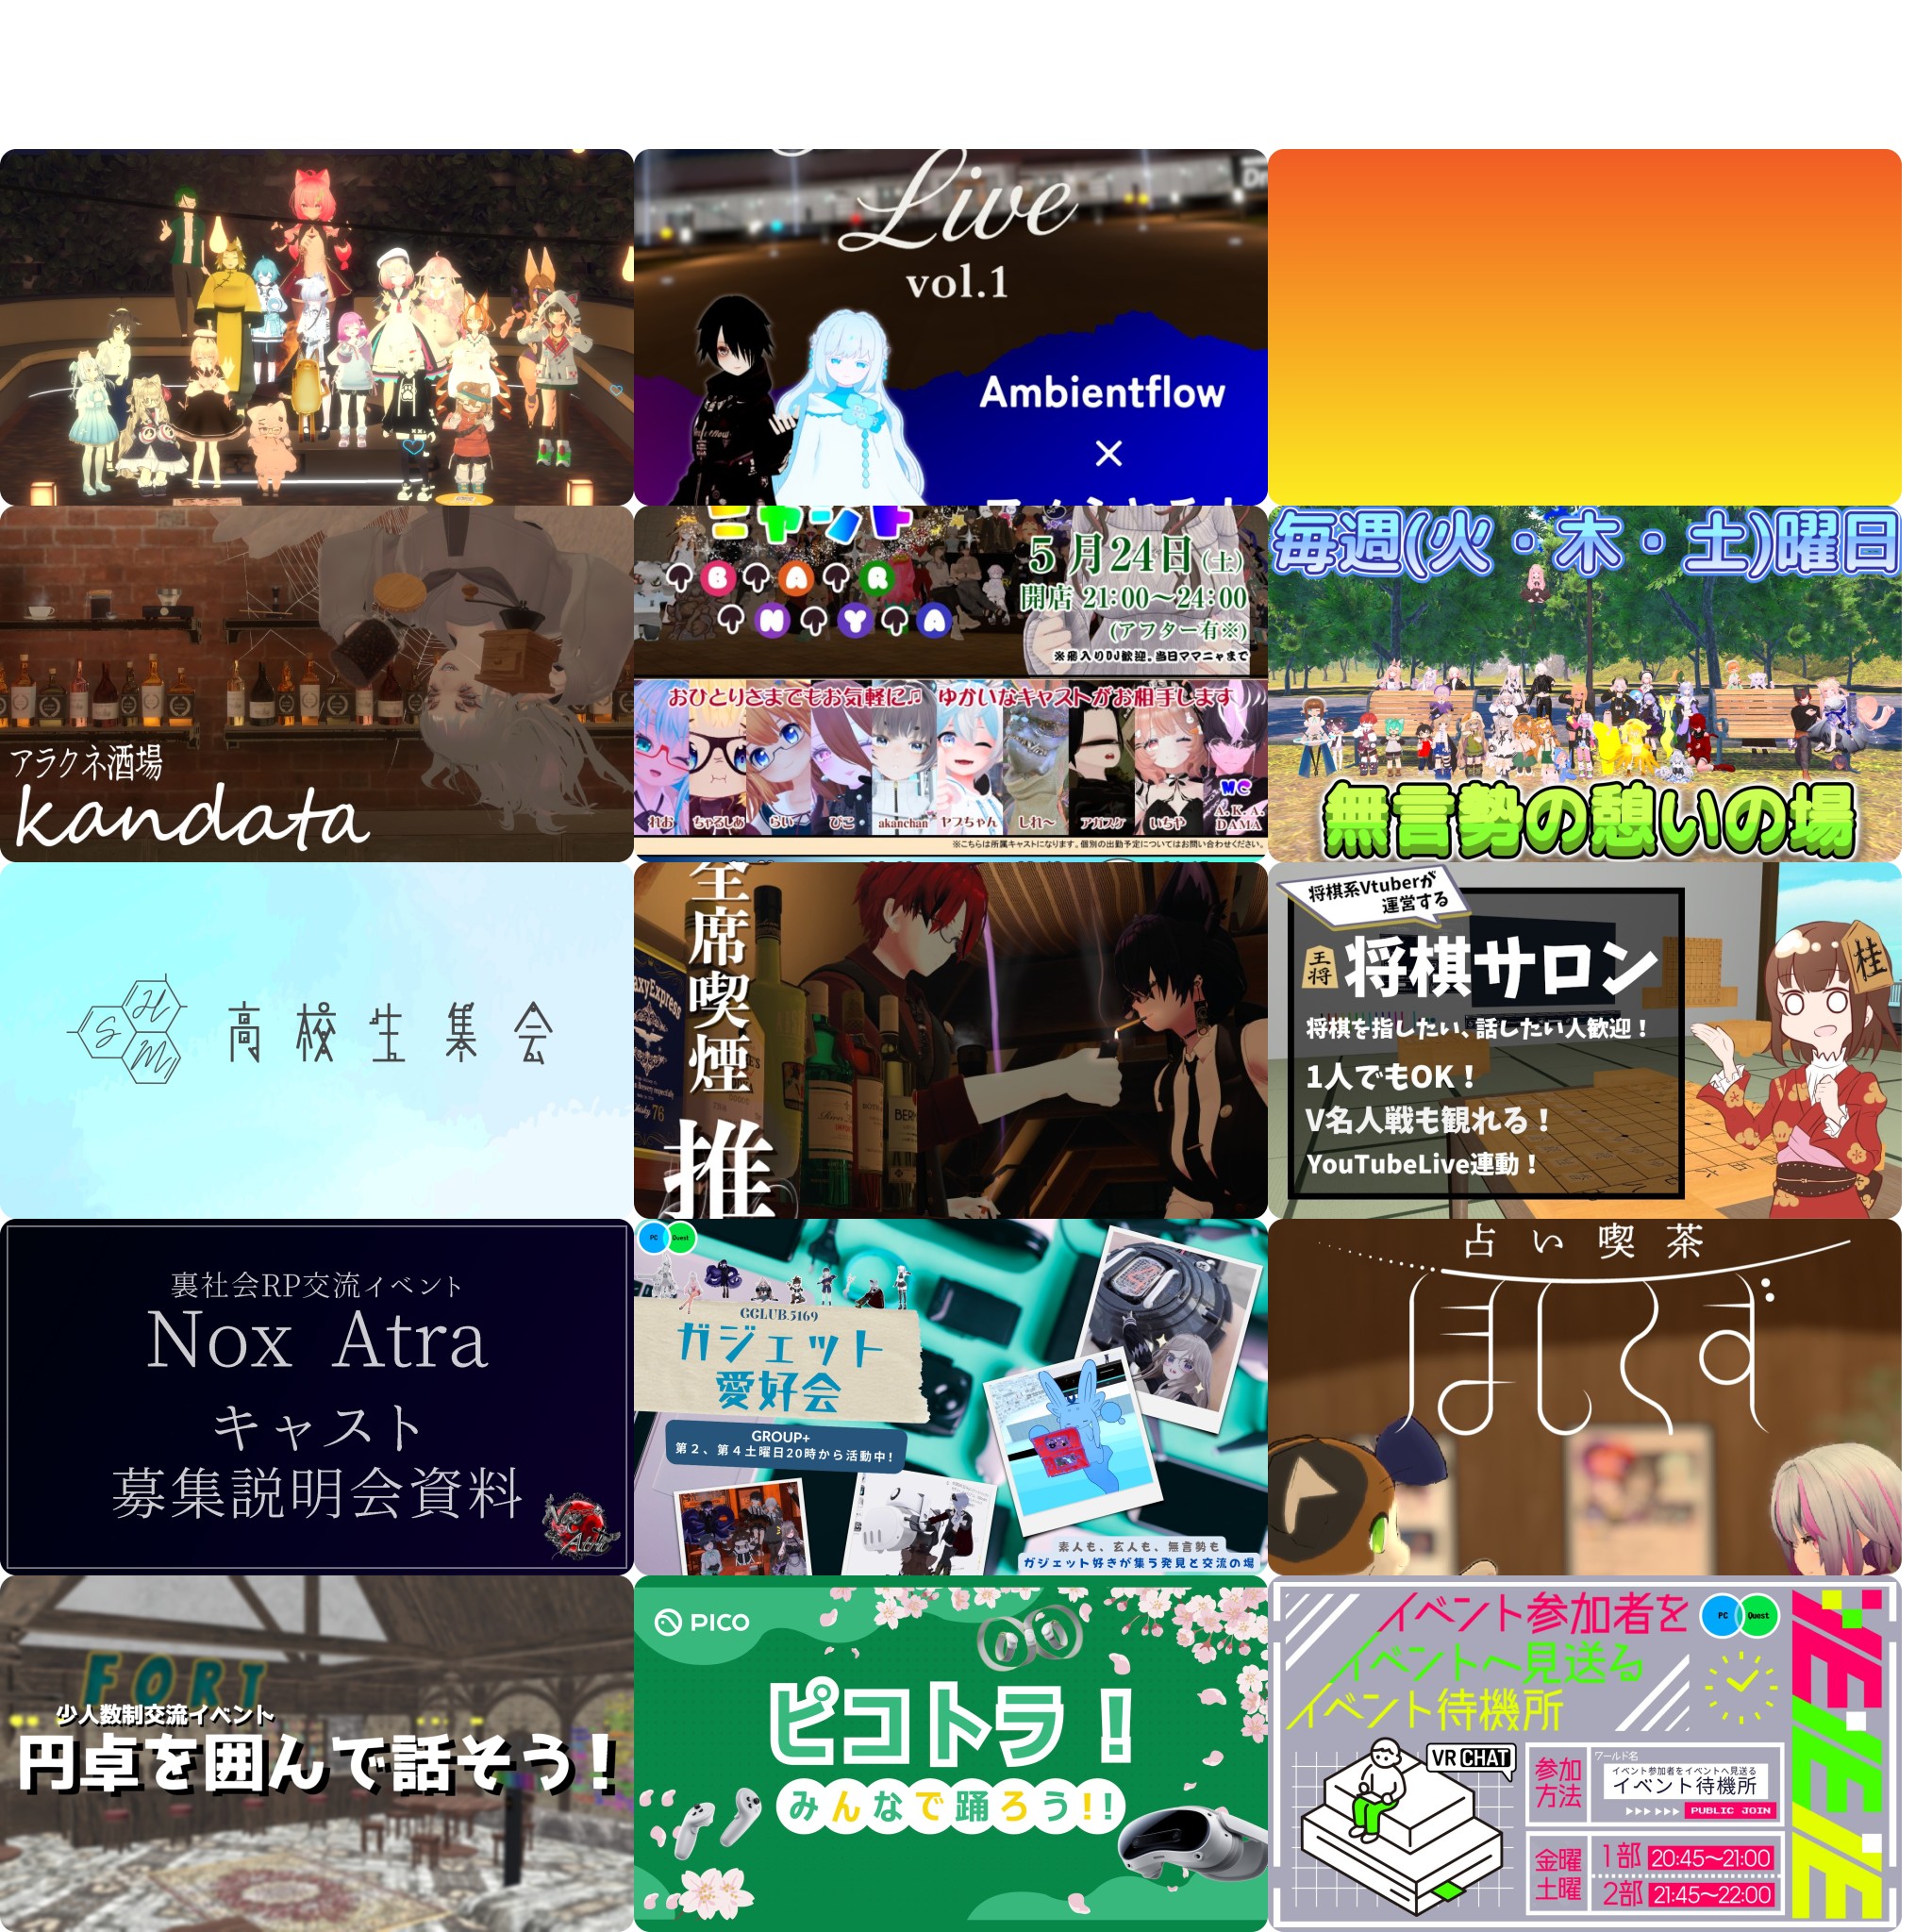 Live
vol.1
Ambientflow
×
アラクネ酒場
kandata
BAR
NYTA
5月24日(土)
開店 21:00〜24:00
(アフター有※)
※飛入りDJ歓迎。当日ママニャまで
おひとりさまでもお気軽に♫ ゆかいなキャストがお相手します
れお
ちゃるしあ
らい
ぴこ
akanchan
ヤブちゃん
しれ〜
アガスケ
いちや
MC
A.K.A.
DAMA
※こちらは所属キャストになります。個別の出勤予定についてはお問い合わせください。
毎週(火・木・土)曜日
無言勢の憩いの場
HSM
高校生集会
全席喫煙
推
将棋系Vtuberが
運営する
王将
将棋サロン
将棋を指したい、話したい人歓迎！
1人でもOK！
V名人戦も観れる！
YouTubeLive連動！
桂
裏社会RP交流イベント
Nox Atra
キャスト
募集説明会資料
PC Quest
GCLUB.5169
ガジェット
愛好会
GROUP+
第２、第４土曜日20時から活動中！
素人も、玄人も、無言勢も
ガジェット好きが集う発見と交流の場
占い喫茶
ほしくず
FORT
少人数制交流イベント
円卓を囲んで話そう！
PICO
ピコトラ！
みんなで踊ろう!!
イベント参加者を
イベントへ見送る
イベント待機所
PC Quest
VRCHAT
参加方法
ワールド名
イベント参加者をイベントへ見送る
イベント待機所
PUBLIC JOIN
金曜
土曜
1部 20:45〜21:00
2部 21:45〜22:00